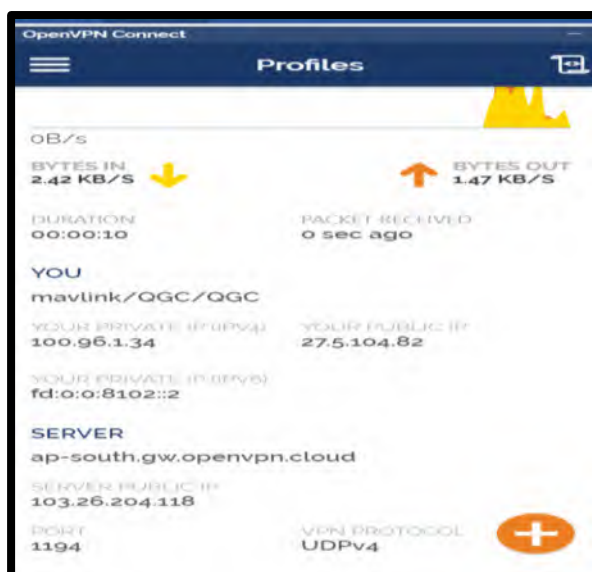 OpenVPN Connect
Profiles
0B/s
BYTES IN
2.42 KB/S
BYTES OUT
1.47 KB/S
DURATION
00:00:10
PACKET RECEIVED
0 sec ago
YOU
mavlink/QGC/QGC
YOUR PRIVATE IP (IPV4)
100.96.1.34
YOUR PUBLIC IP
27.5.104.82
YOUR PRIVATE IP (IPV6)
fd:0:0:8102::2
SERVER
ap-south.gw.openvpn.cloud
SERVER PUBLIC IP
103.26.204.118
PORT
1194
VPN PROTOCOL
UDPv4